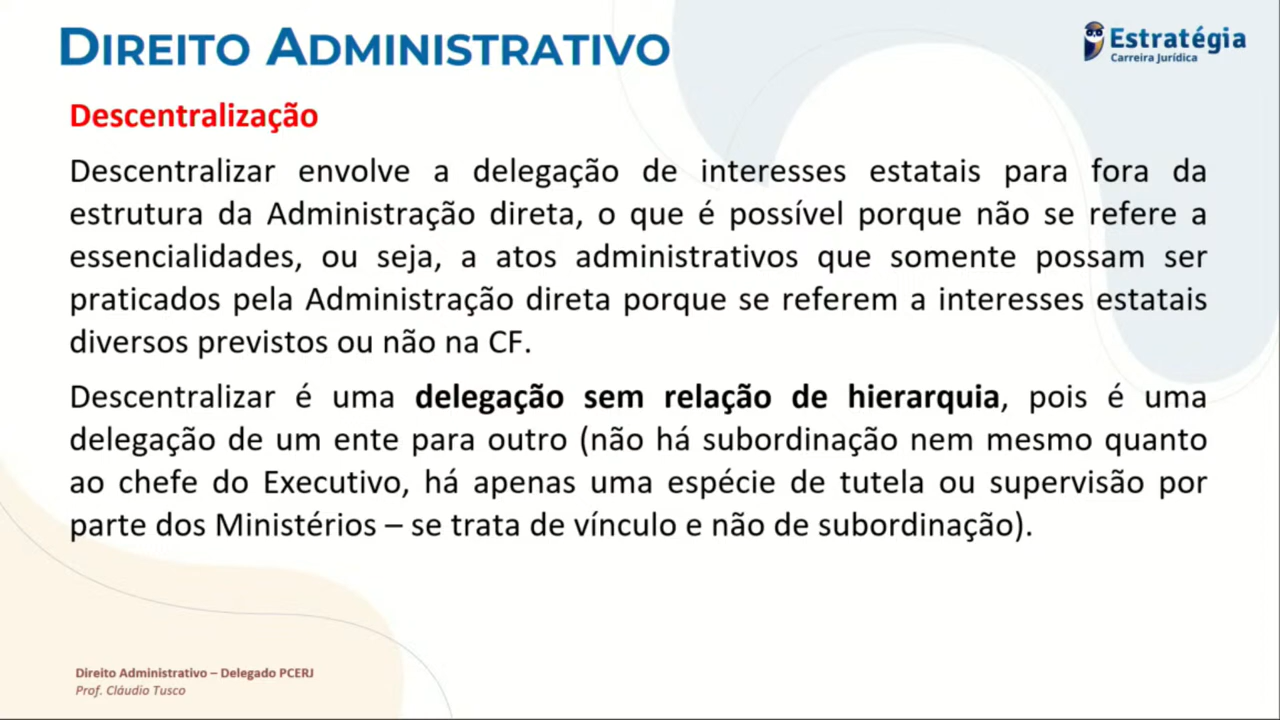 DIREITO ADMINISTRATIVO
Estratégia
Carreira Jurídica
Descentralização
Descentralizar envolve a delegação de interesses estatais para fora da
estrutura da Administração direta, o que é possível porque não se refere a
essencialidades, ou seja, a atos administrativos que somente possam ser
praticados pela Administração direta porque se referem a interesses estatais
diversos previstos ou não na CF.
Descentralizar é uma delegação sem relação de hierarquia, pois é uma
delegação de um ente para outro (não há subordinação nem mesmo quanto
ao chefe do Executivo, há apenas uma espécie de tutela ou supervisão por
parte dos Ministérios – se trata de vínculo e não de subordinação).
Direito Administrativo – Delegado PCERJ
Prof. Cláudio Tusco